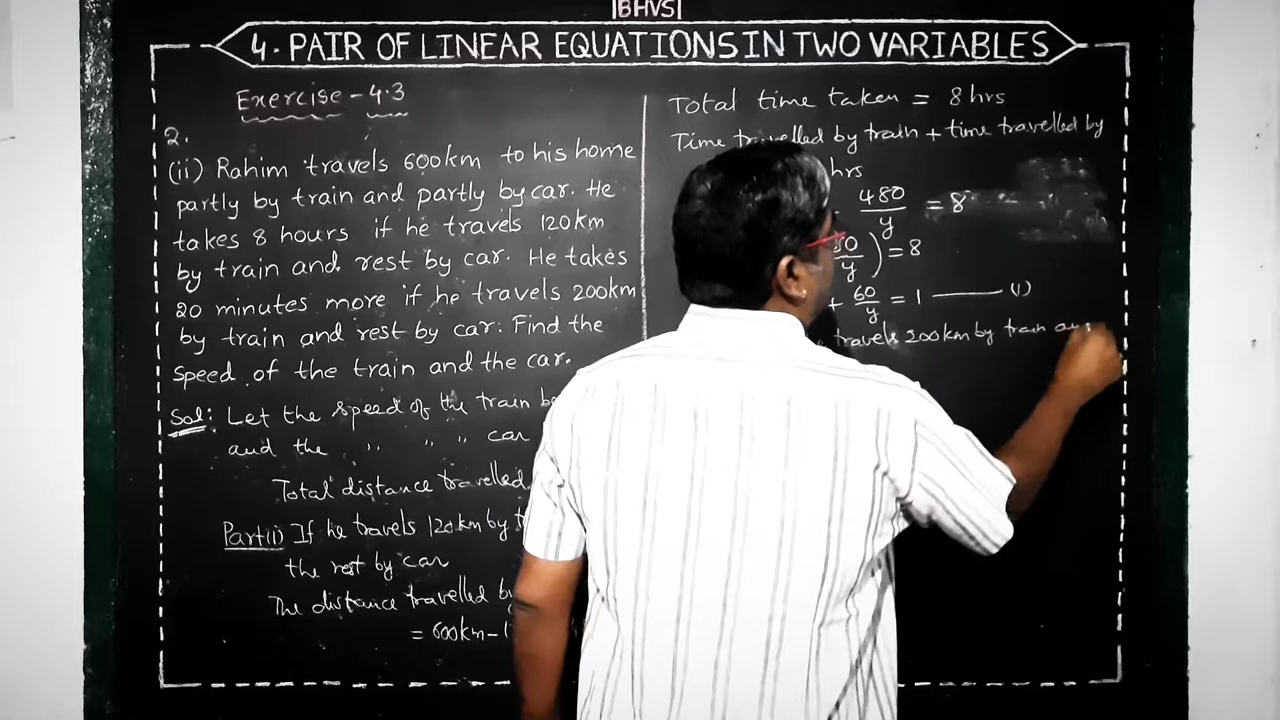 BHVS
4. PAIR OF LINEAR EQUATIONS IN TWO VARIABLES
Exercise - 4.3
2.
(ii) Rahim travels 600km to his home
partly by train and partly by car. He
takes 8 hours if he travels 120km
by train and rest by car. He takes
20 minutes more if he travels 200km
by train and rest by car. Find the
speed of the train and the car.
Sol: Let the speed of the train
and the " " " car
Total distance travelled
Part(i) If he travels 120km by
the rest by car
The distance travelled by
= 600km -
Total time taken = 8 hrs
Time travelled by train + time travelled by
hrs
480/y = 8
) = 8
+ 60/y = 1 ——— (1)
travels 200km by train